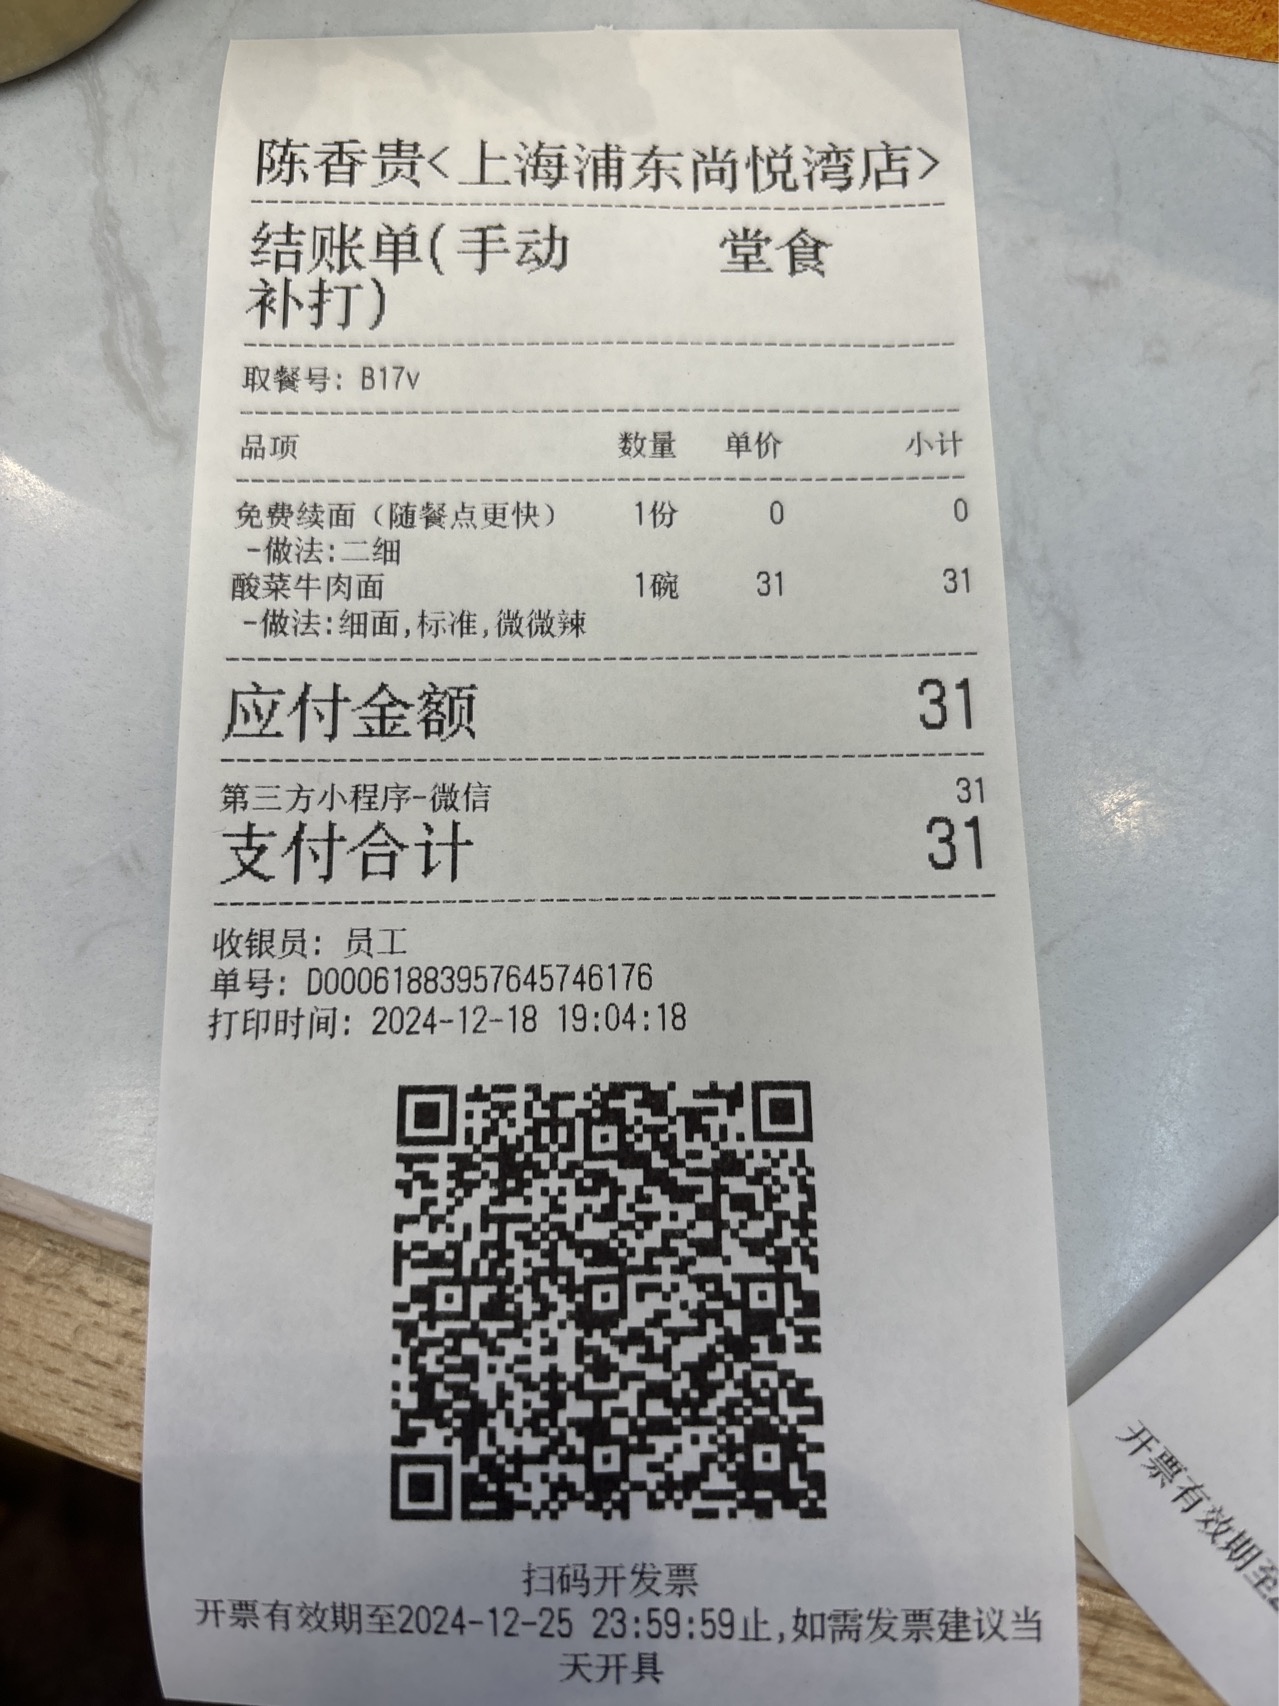 陈香贵<上海浦东尚悦湾店>
结账单(手动 堂食
补打)
取餐号: B17v
品项 数量 单价 小计
免费续面（随餐点更快） 1份 0 0
-做法:二细
酸菜牛肉面 1碗 31 31
-做法:细面,标准,微微辣
应付金额 31
第三方小程序-微信 31
支付合计 31
收银员: 员工
单号: D00061883957645746176
打印时间: 2024-12-18 19:04:18
扫码开发票
开票有效期至2024-12-25 23:59:59止,如需发票建议当
天开具
开票有效期至